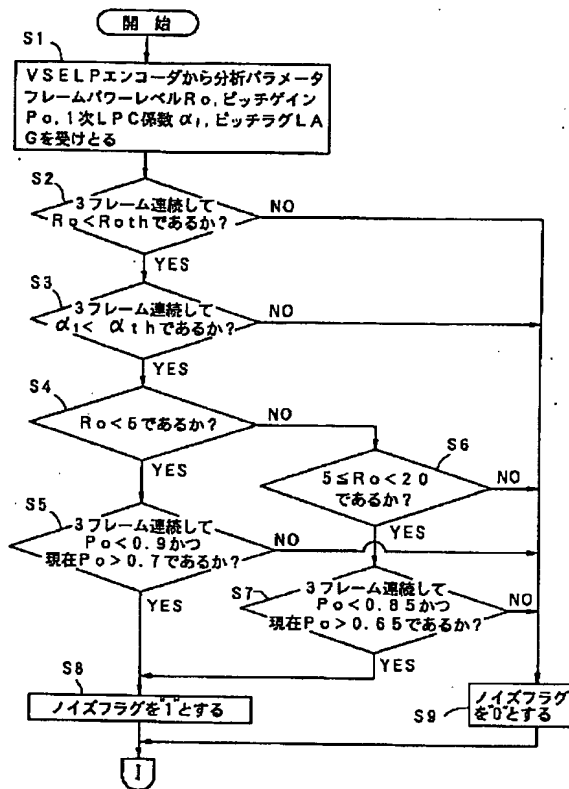 開始
S1
VSELPエンコーダから分析パラメータ
フレームパワーレベルRo,ピッチゲイン
Po,1次LPC係数α₁,ピッチラグLA
Gを受けとる
S2
3フレーム連続して
Ro<Rothであるか?
NO
YES
S3
3フレーム連続して
α₁<αthであるか?
NO
YES
S4
Ro<5であるか?
NO
YES
S6
5≦Ro<20
であるか?
NO
YES
S5
3フレーム連続して
Po<0.9かつ
現在Po>0.7であるか?
NO
YES
S7
3フレーム連続して
Po<0.85かつ
現在Po>0.65であるか?
NO
YES
S8
ノイズフラグを"1"とする
S9
ノイズフラグ
を"0"とする
I